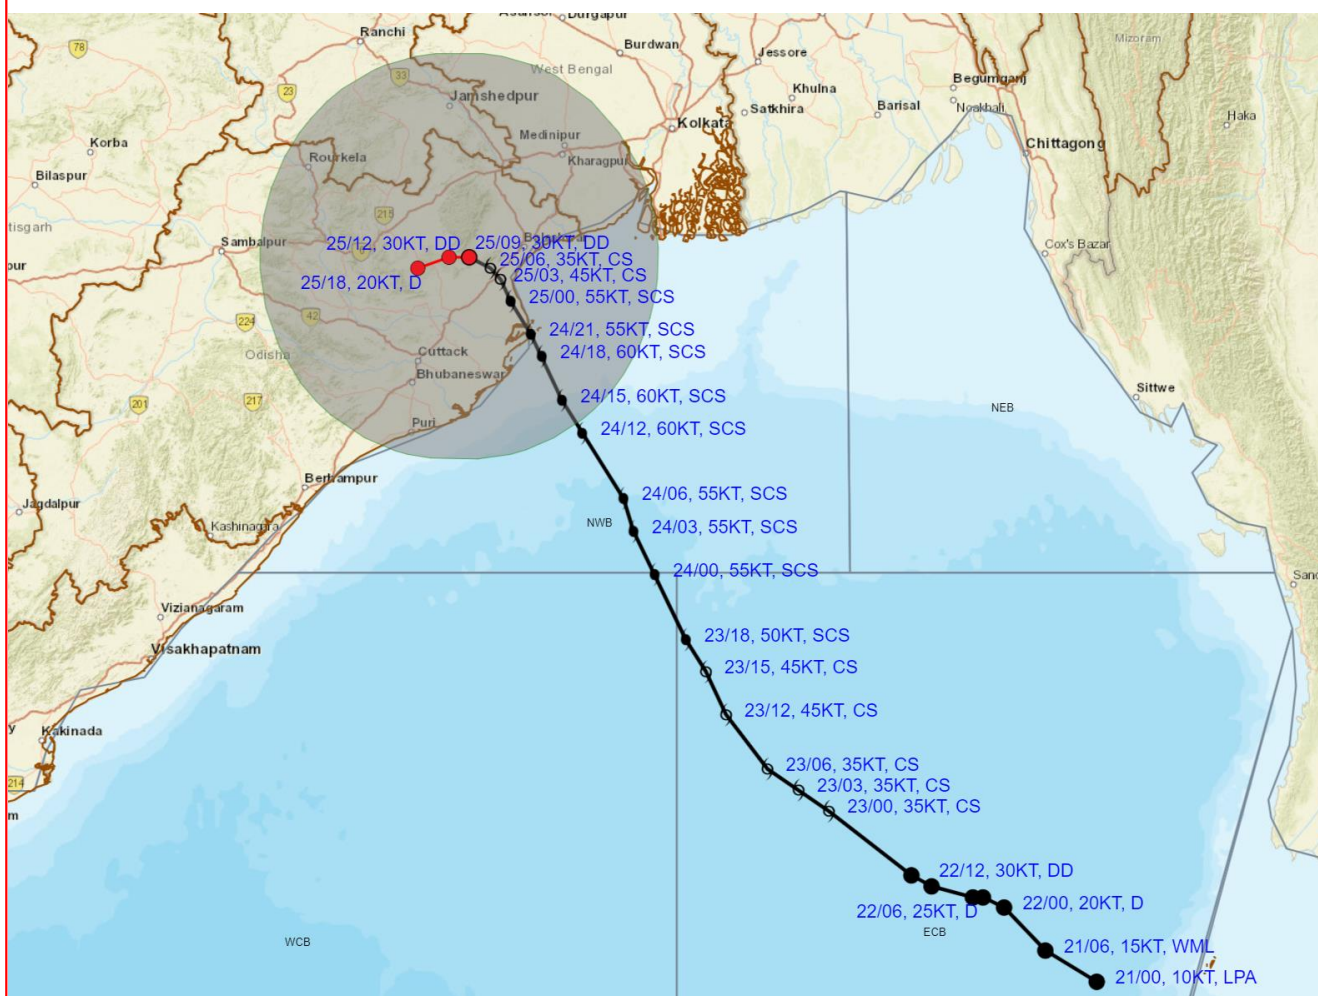 Durgapur
Ranchi
Burdwan
Mizoram
78
Jessore
West Bengal
33
Begumganj
23
Khulna
Jamshedpur
Satkhira
Barisal
Noakhali
Haka
Kolkata
Medinipur
Korba
Chittagong
Rourkela
Kharagpur
Bilaspur
215
Sambalpur
25/12, 30KT, DD
25/09, 30KT, DD
Cox's Bazar
25/06, 35KT, CS
25/03, 45KT, CS
25/18, 20KT, D
25/00, 55KT, SCS
42
224
24/21, 55KT, SCS
Odisha
Cuttack
24/18, 60KT, SCS
Bhubaneswar
Sittwe
201
217
24/15, 60KT, SCS
NEB
Puri
24/12, 60KT, SCS
Berhampur
24/06, 55KT, SCS
Jagdalpur
NWB
Kashinagara
24/03, 55KT, SCS
24/00, 55KT, SCS
Vizianagaram
23/18, 50KT, SCS
Visakhapatnam
23/15, 45KT, CS
23/12, 45KT, CS
Kakinada
23/06, 35KT, CS
214
23/03, 35KT, CS
23/00, 35KT, CS
22/12, 30KT, DD
22/06, 25KT, D
22/00, 20KT, D
ECB
WCB
21/06, 15KT, WML
21/00, 10KT, LPA